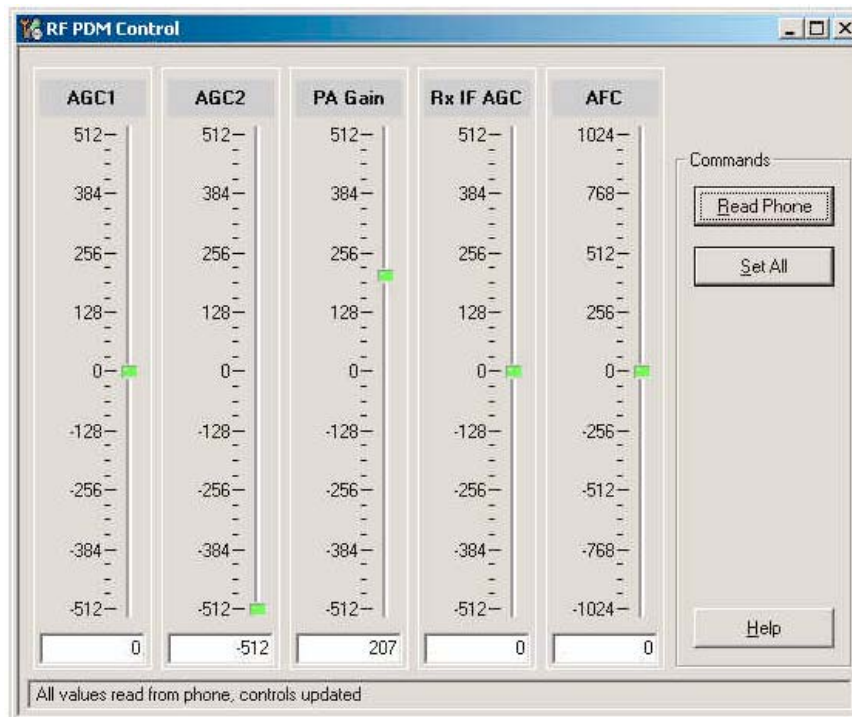 RF PDM Control
AGC1 AGC2 PA Gain Rx IF AGC AFC
512 512 512 512 1024
384 384 384 384 768
256 256 256 256 512
128 128 128 128 256
0 0 0 0 0
-128 -128 -128 -128 -256
-256 -256 -256 -256 -512
-384 -384 -384 -384 -768
-512 -512 -512 -512 -1024
0 -512 207 0 0
Commands
Read Phone
Set All
Help
All values read from phone, controls updated